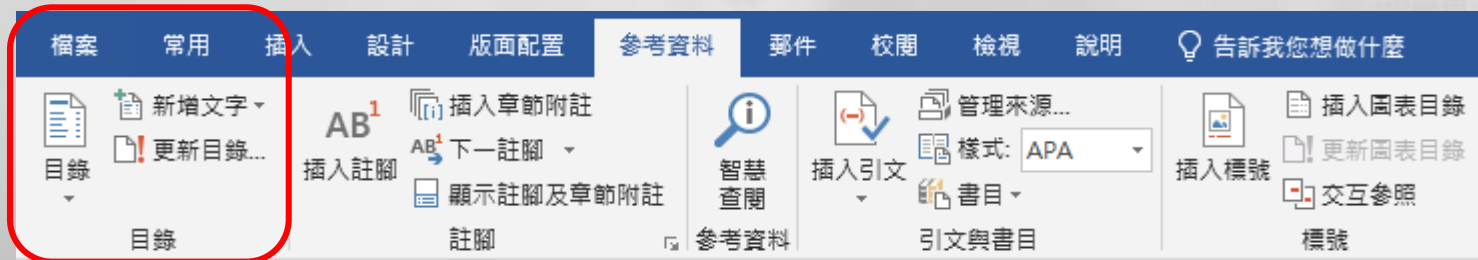 檔案 常用 插入 設計 版面配置 參考資料 郵件 校閱 檢視 說明 告訴我您想做什麼
目錄
新增文字
更新目錄...
目錄
AB1
插入註腳
插入章節附註
AB1 下一註腳
顯示註腳及章節附註
註腳
智慧
查閱
參考資料
插入引文
管理來源...
樣式: APA
書目
引文與書目
插入標號
插入圖表目錄
更新圖表目錄
交互參照
標號